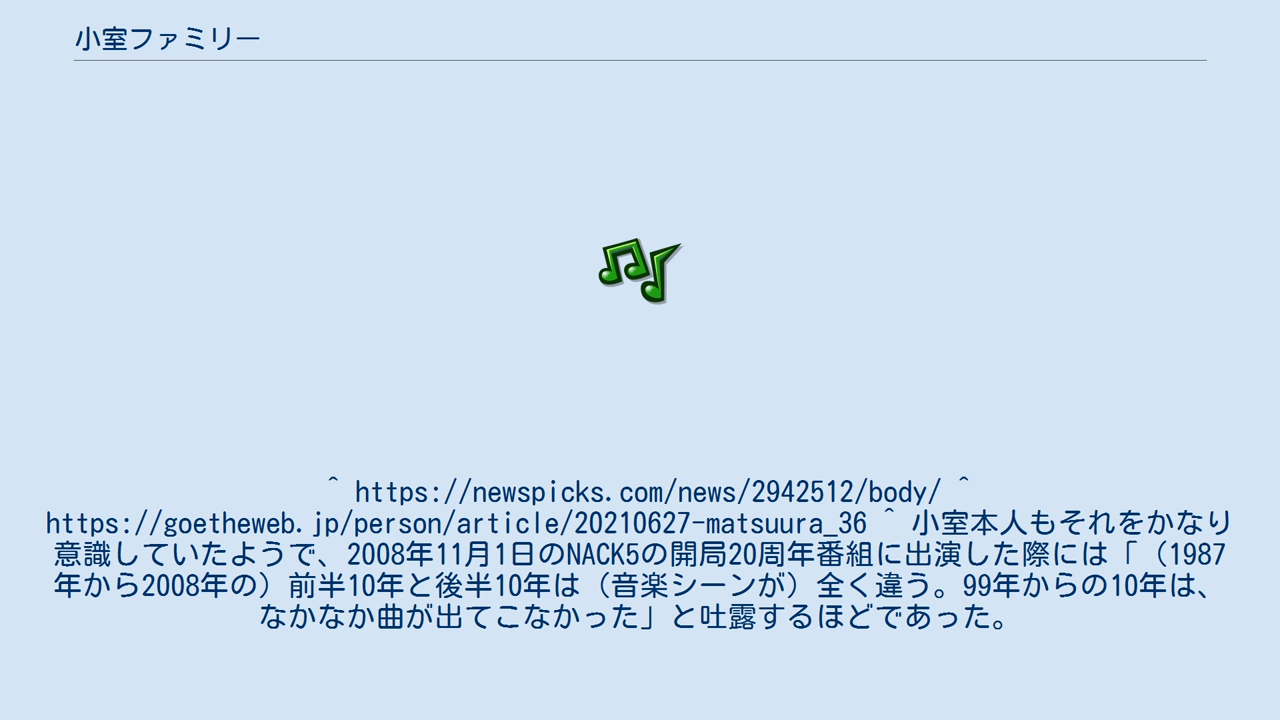 小室ファミリー
^ https://newspicks.com/news/2942512/body/ ^
https://goetheweb.jp/person/article/20210627-matsuura_36 ^ 小室本人もそれをかなり
意識していたようで、2008年11月1日のNACK5の開局20周年番組に出演した際には「（1987
年から2008年の）前半10年と後半10年は（音楽シーンが）全く違う。99年からの10年は、
なかなか曲が出てこなかった」と吐露するほどであった。